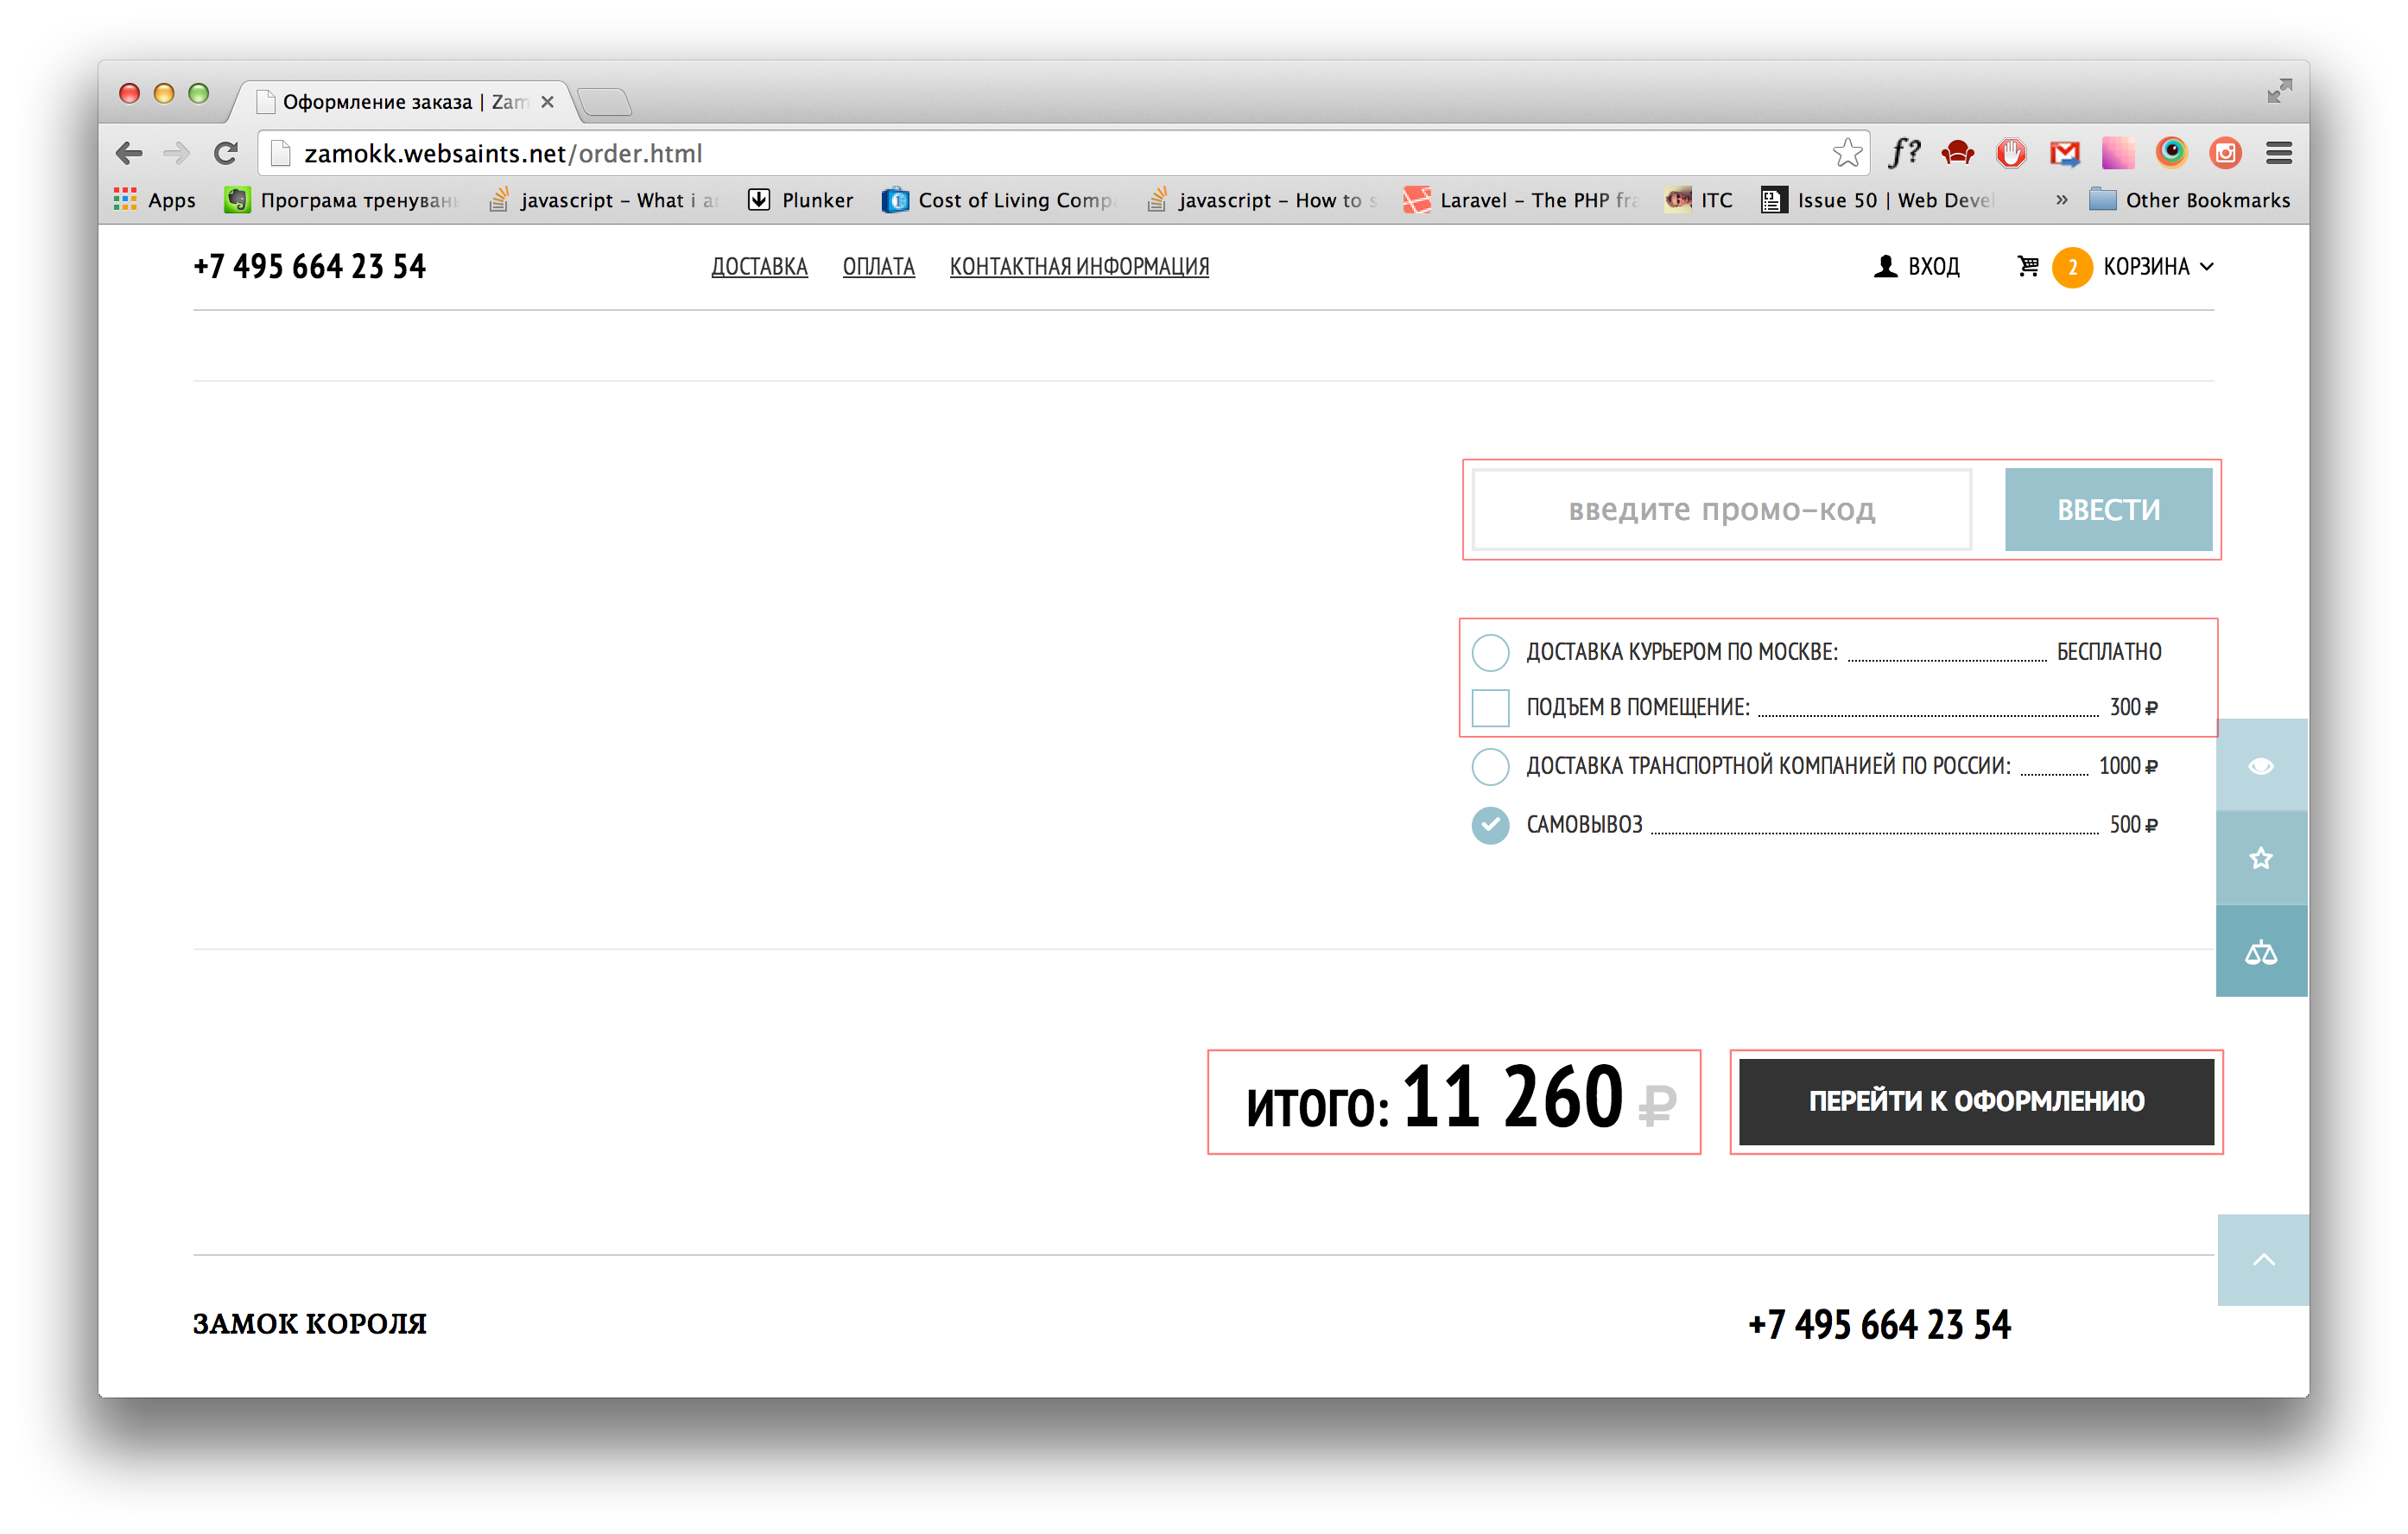 Оформление заказа | Zam
zamokk.websaints.net/order.html
f?
Apps Програма тренувань javascript – What i a Plunker Cost of Living Comp javascript – How to s Laravel – The PHP fra ITC Issue 50 | Web Devel » Other Bookmarks
+7 495 664 23 54 ДОСТАВКА ОПЛАТА КОНТАКТНАЯ ИНФОРМАЦИЯ ВХОД 2 КОРЗИНА
введите промо-код ВВЕСТИ
ДОСТАВКА КУРЬЕРОМ ПО МОСКВЕ: БЕСПЛАТНО
ПОДЪЕМ В ПОМЕЩЕНИЕ: 300 ₽
ДОСТАВКА ТРАНСПОРТНОЙ КОМПАНИЕЙ ПО РОССИИ: 1000 ₽
САМОВЫВОЗ 500 ₽
итого: 11 260 ₽ ПЕРЕЙТИ К ОФОРМЛЕНИЮ
ЗАМОК КОРОЛЯ +7 495 664 23 54